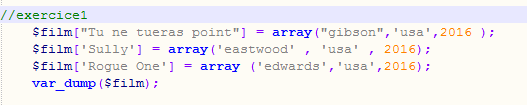 //exercice1
$film["Tu ne tueras point"] = array("gibson",'usa',2016 );
$film['Sully'] = array('eastwood' , 'usa' , 2016);
$film['Rogue One'] = array ('edwards','usa',2016);
var_dump($film);